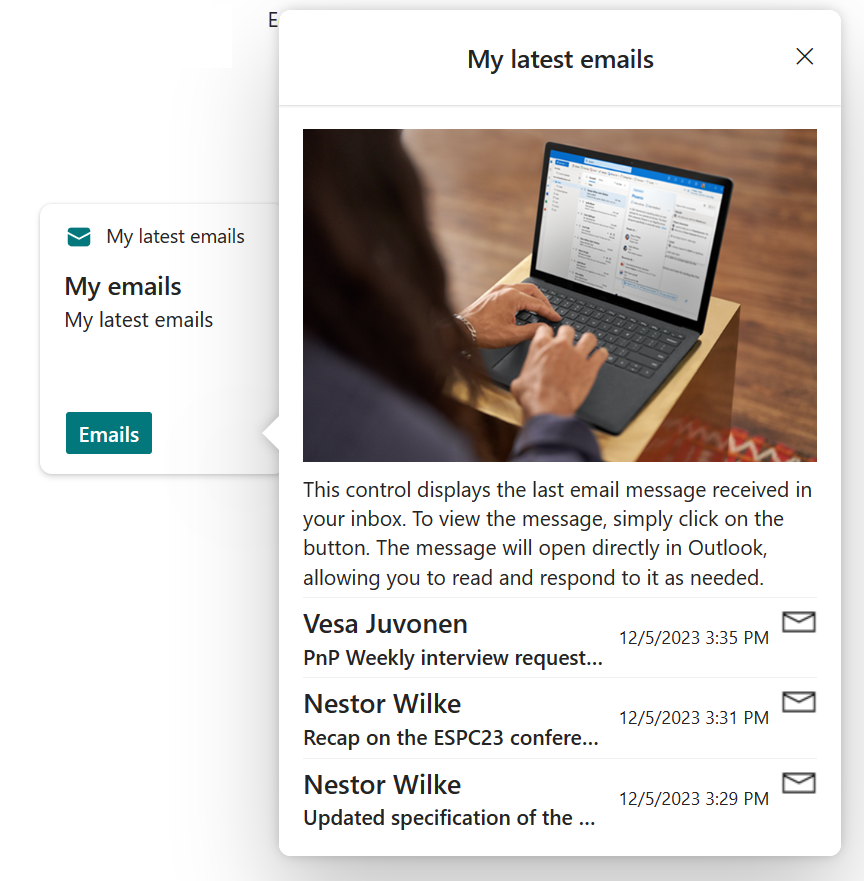 E
My latest emails
My latest emails
My emails
My latest emails
Emails
This control displays the last email message received in
your inbox. To view the message, simply click on the
button. The message will open directly in Outlook,
allowing you to read and respond to it as needed.
Vesa Juvonen
12/5/2023 3:35 PM
PnP Weekly interview request...
Nestor Wilke
12/5/2023 3:31 PM
Recap on the ESPC23 confere...
Nestor Wilke
12/5/2023 3:29 PM
Updated specification of the ...